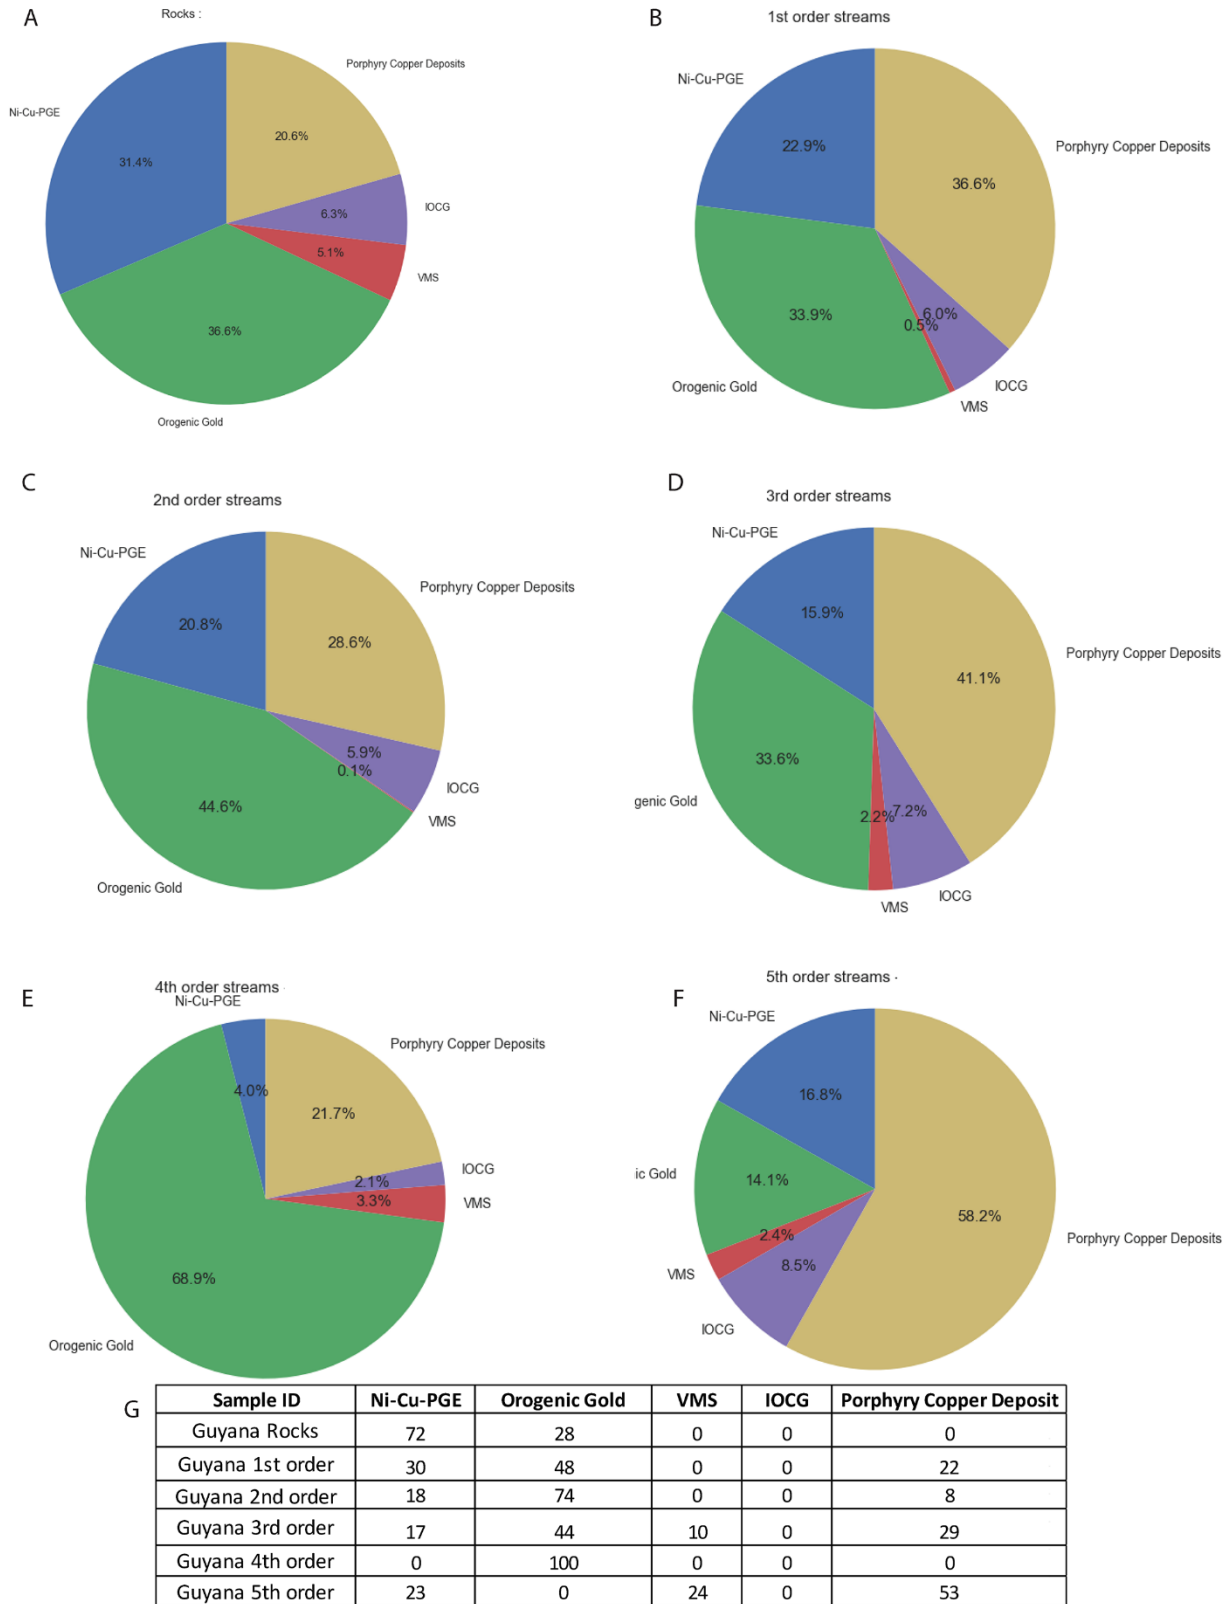 A
Rocks :
Porphyry Copper Deposits
Ni-Cu-PGE
20.6%
31.4%
6.3%
IOCG
5.1%
VMS
36.6%
Orogenic Gold
B
1st order streams
Ni-Cu-PGE
22.9%
Porphyry Copper Deposits
36.6%
33.9%
6.0%
0.5%
Orogenic Gold
IOCG
VMS
C
2nd order streams
Ni-Cu-PGE
Porphyry Copper Deposits
20.8%
28.6%
5.9%
0.1%
IOCG
44.6%
VMS
Orogenic Gold
D
3rd order streams
Ni-Cu-PGE
15.9%
Porphyry Copper Deposits
41.1%
33.6%
genic Gold
2.2%
7.2%
IOCG
VMS
E
4th order streams
Ni-Cu-PGE
Porphyry Copper Deposits
4.0%
21.7%
IOCG
2.1%
3.3%
VMS
68.9%
Orogenic Gold
F
5th order streams
Ni-Cu-PGE
16.8%
ic Gold
14.1%
58.2%
2.4%
Porphyry Copper Deposits
8.5%
VMS
IOCG
G
Sample ID Ni-Cu-PGE Orogenic Gold VMS IOCG Porphyry Copper Deposit
Guyana Rocks 72 28 0 0 0
Guyana 1st order 30 48 0 0 22
Guyana 2nd order 18 74 0 0 8
Guyana 3rd order 17 44 10 0 29
Guyana 4th order 0 100 0 0 0
Guyana 5th order 23 0 24 0 53